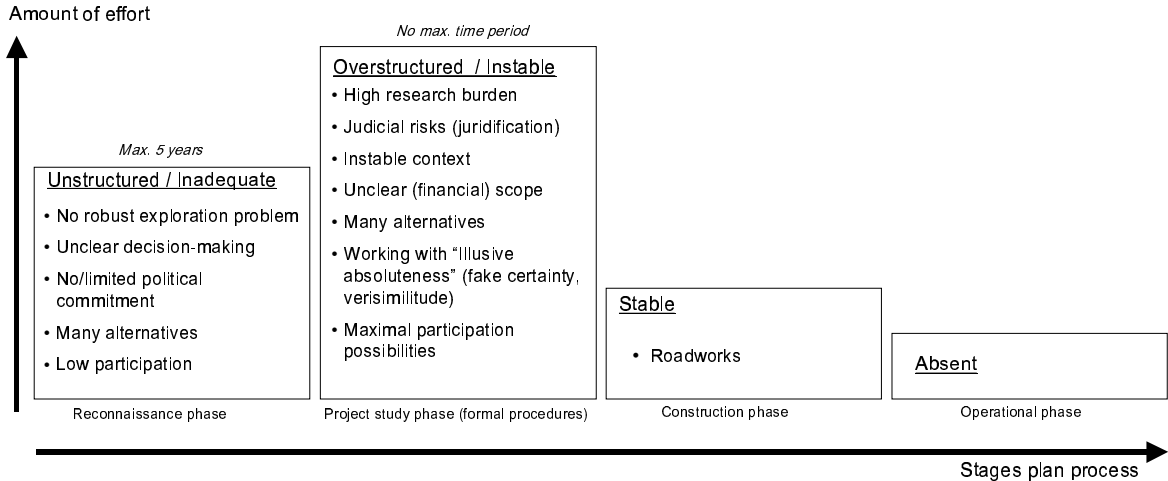 Amount of effort
No max. time period
Overstructured / Instable
• High research burden
• Judicial risks (juridification)
• Instable context
• Unclear (financial) scope
• Many alternatives
• Working with “Illusive
absoluteness” (fake certainty,
verisimilitude)
• Maximal participation
possibilities
Max. 5 years
Unstructured / Inadequate
• No robust exploration problem
• Unclear decision-making
• No/limited political
commitment
• Many alternatives
• Low participation
Stable
• Roadworks
Absent
Reconnaissance phase
Project study phase (formal procedures)
Construction phase
Operational phase
Stages plan process